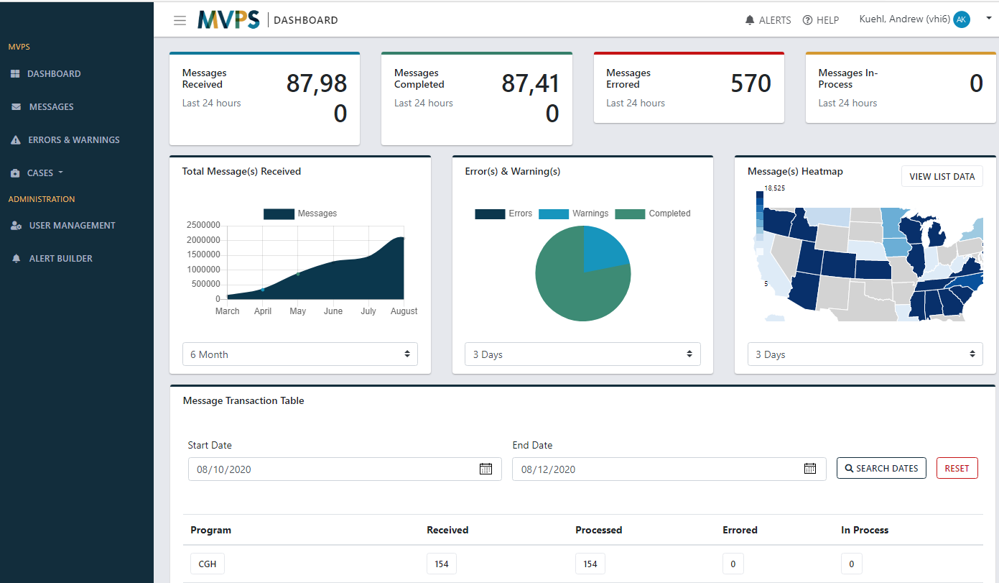 MVPS
DASHBOARD
MESSAGES
ERRORS & WARNINGS
CASES
ADMINISTRATION
USER MANAGEMENT
ALERT BUILDER
MVPS | DASHBOARD
ALERTS
HELP
Kuehl, Andrew (vhi6)
AK
Messages
Received
Last 24 hours
87,98
0
Messages
Completed
Last 24 hours
87,41
0
Messages
Errored
Last 24 hours
570
Messages In-
Process
Last 24 hours
0
Total Message(s) Received
Messages
2500000
2000000
1500000
1000000
500000
0
March April May June July August
6 Month
Error(s) & Warning(s)
Errors Warnings Completed
3 Days
Message(s) Heatmap
VIEW LIST DATA
18,525
5
3 Days
Message Transaction Table
Start Date
08/10/2020
End Date
08/12/2020
SEARCH DATES
RESET
Program Received Processed Errored In Process
CGH 154 154 0 0